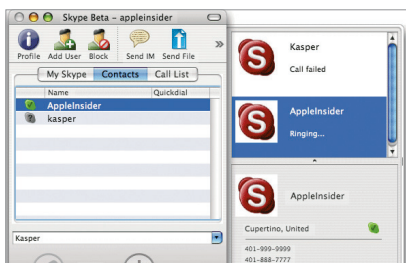 Skype Beta - appleinsider
Profile Add User Block Send IM Send File »
My Skype Contacts Call List
Name Quickdial
AppleInsider
kasper
Kasper
S
Kasper
Call failed
S
AppleInsider
Ringing...
S
AppleInsider
Cupertino, United
401-999-9999
401-888-7777